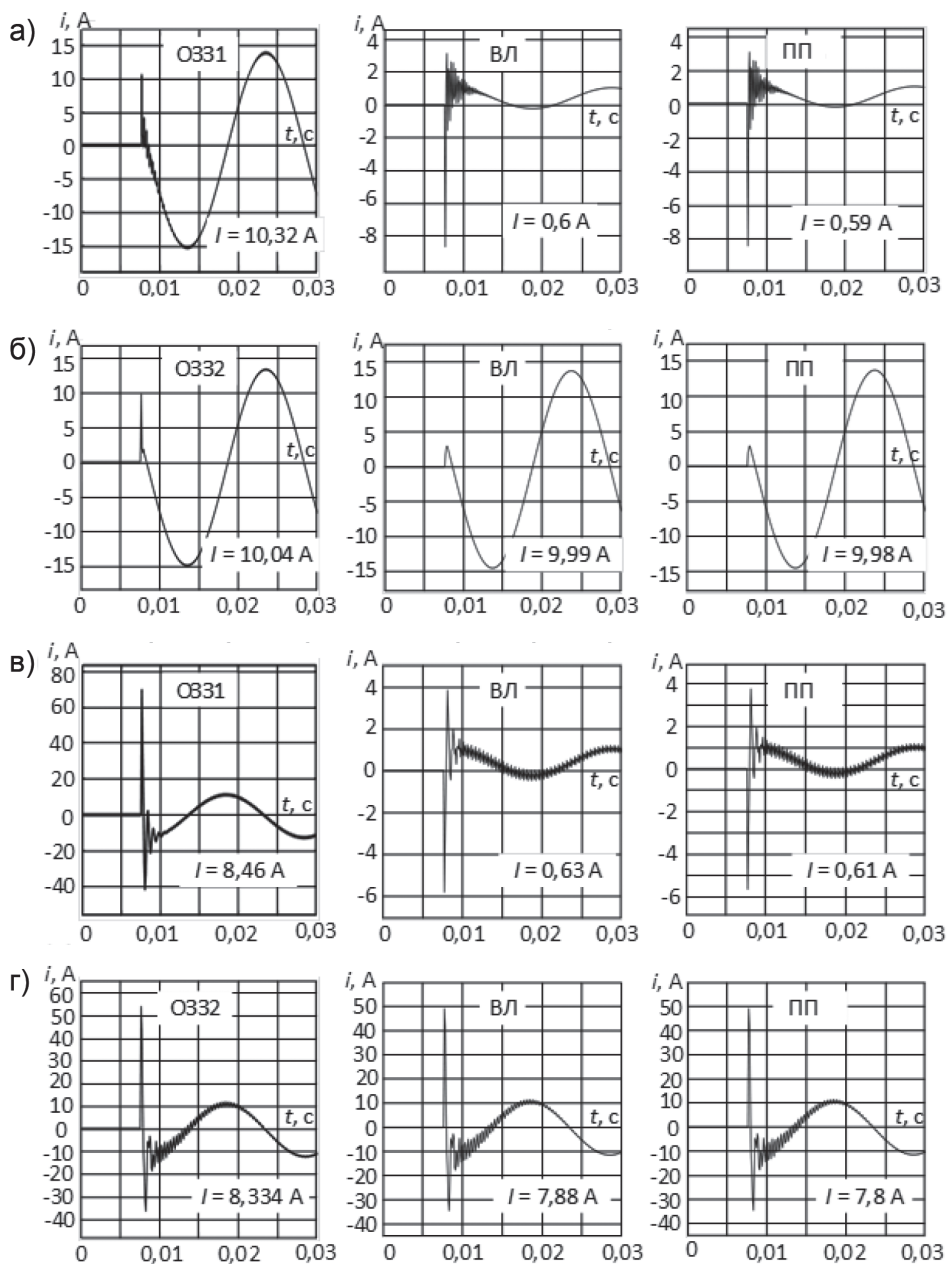 а)
i, А
ОЗЗ1
15
10
5
0
-5
-10
-15
t, с
I = 10,32 А
0
0,01
0,02
0,03
i, А
ВЛ
4
2
0
-2
-4
-6
-8
t, с
I = 0,6 А
0
0,01
0,02
0,03
i, А
ПП
4
2
0
-2
-4
-6
-8
t, с
I = 0,59 А
0
0,01
0,02
0,03
б)
i, А
ОЗЗ2
15
10
5
0
-5
-10
-15
t, с
I = 10,04 А
0
0,01
0,02
0,03
i, А
ВЛ
15
10
5
0
-5
-10
-15
t, с
I = 9,99 А
0
0,01
0,02
0,03
i, А
ПП
15
10
5
0
-5
-10
-15
t, с
I = 9,98 А
0
0,01
0,02
0,03
в)
i, А
ОЗЗ1
80
60
40
20
0
-20
-40
t, с
I = 8,46 А
0
0,01
0,02
0,03
i, А
ВЛ
4
2
0
-2
-4
-6
t, с
I = 0,63 А
0
0,01
0,02
0,03
i, А
ПП
4
2
0
-2
-4
-6
t, с
I = 0,61 А
0
0,01
0,02
0,03
г)
i, А
ОЗЗ2
60
50
40
30
20
10
0
-10
-20
-30
-40
t, с
I = 8,334 А
0
0,01
0,02
0,03
i, А
ВЛ
50
40
30
20
10
0
-10
-20
-30
-40
t, с
I = 7,88 А
0
0,01
0,02
0,03
i, А
ПП
50
40
30
20
10
0
-10
-20
-30
-40
t, с
I = 7,8 А
0
0,01
0,02
0,03